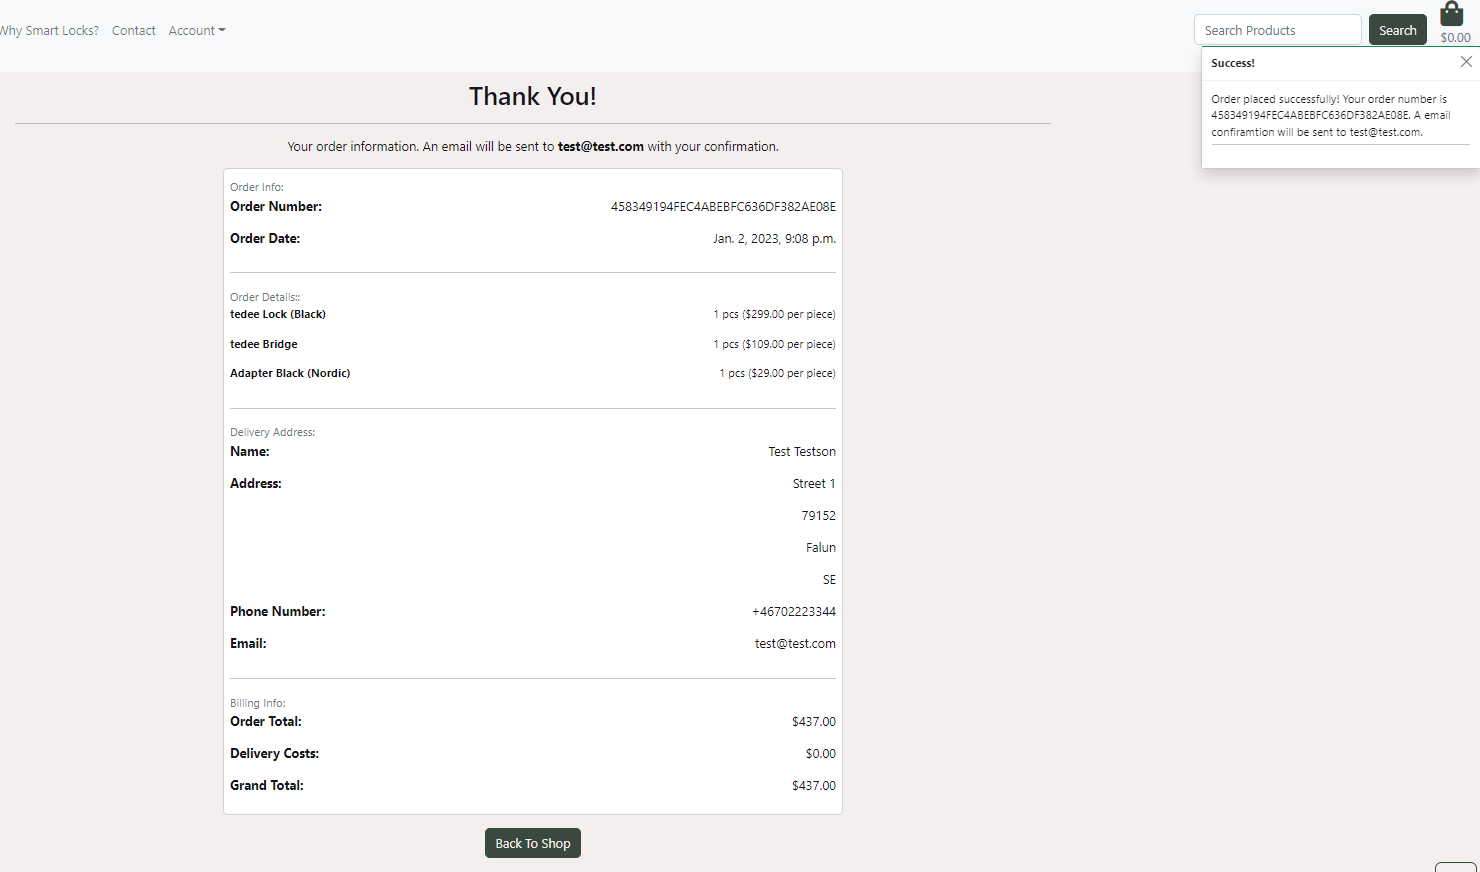 Why Smart Locks? Contact Account
Search Products Search
$0.00
Success!
Order placed successfully! Your order number is
458349194FEC4ABEBFC636DF382AE08E. A email
confiramtion will be sent to test@test.com.
Thank You!
Your order information. An email will be sent to test@test.com with your confirmation.
Order Info:
Order Number: 458349194FEC4ABEBFC636DF382AE08E
Order Date: Jan. 2, 2023, 9:08 p.m.
Order Details::
tedee Lock (Black) 1 pcs ($299.00 per piece)
tedee Bridge 1 pcs ($109.00 per piece)
Adapter Black (Nordic) 1 pcs ($29.00 per piece)
Delivery Address:
Name: Test Testson
Address: Street 1
79152
Falun
SE
Phone Number: +46702223344
Email: test@test.com
Billing Info:
Order Total: $437.00
Delivery Costs: $0.00
Grand Total: $437.00
Back To Shop